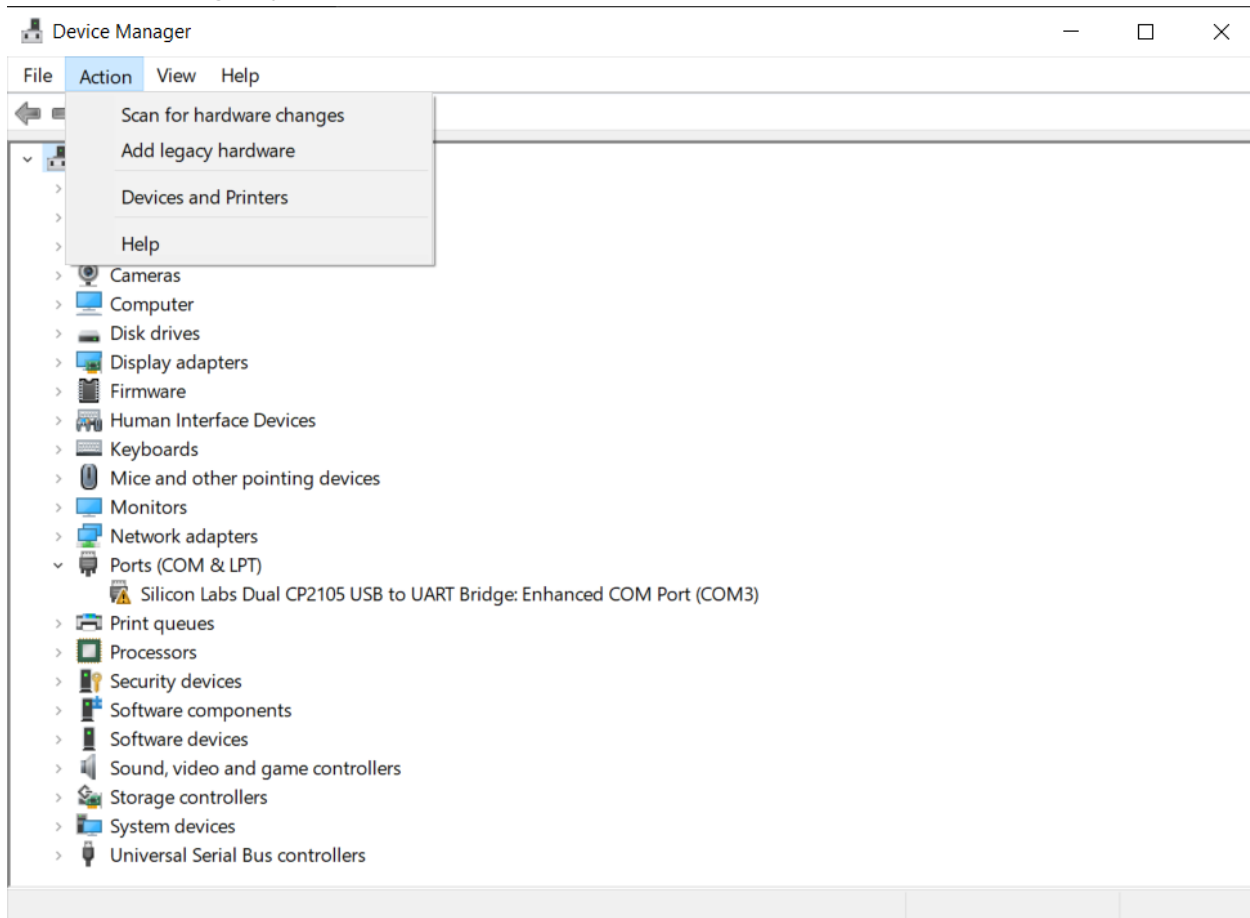 Device Manager
File Action View Help
Scan for hardware changes
Add legacy hardware
Devices and Printers
Help
Cameras
Computer
Disk drives
Display adapters
Firmware
Human Interface Devices
Keyboards
Mice and other pointing devices
Monitors
Network adapters
Ports (COM & LPT)
Silicon Labs Dual CP2105 USB to UART Bridge: Enhanced COM Port (COM3)
Print queues
Processors
Security devices
Software components
Software devices
Sound, video and game controllers
Storage controllers
System devices
Universal Serial Bus controllers